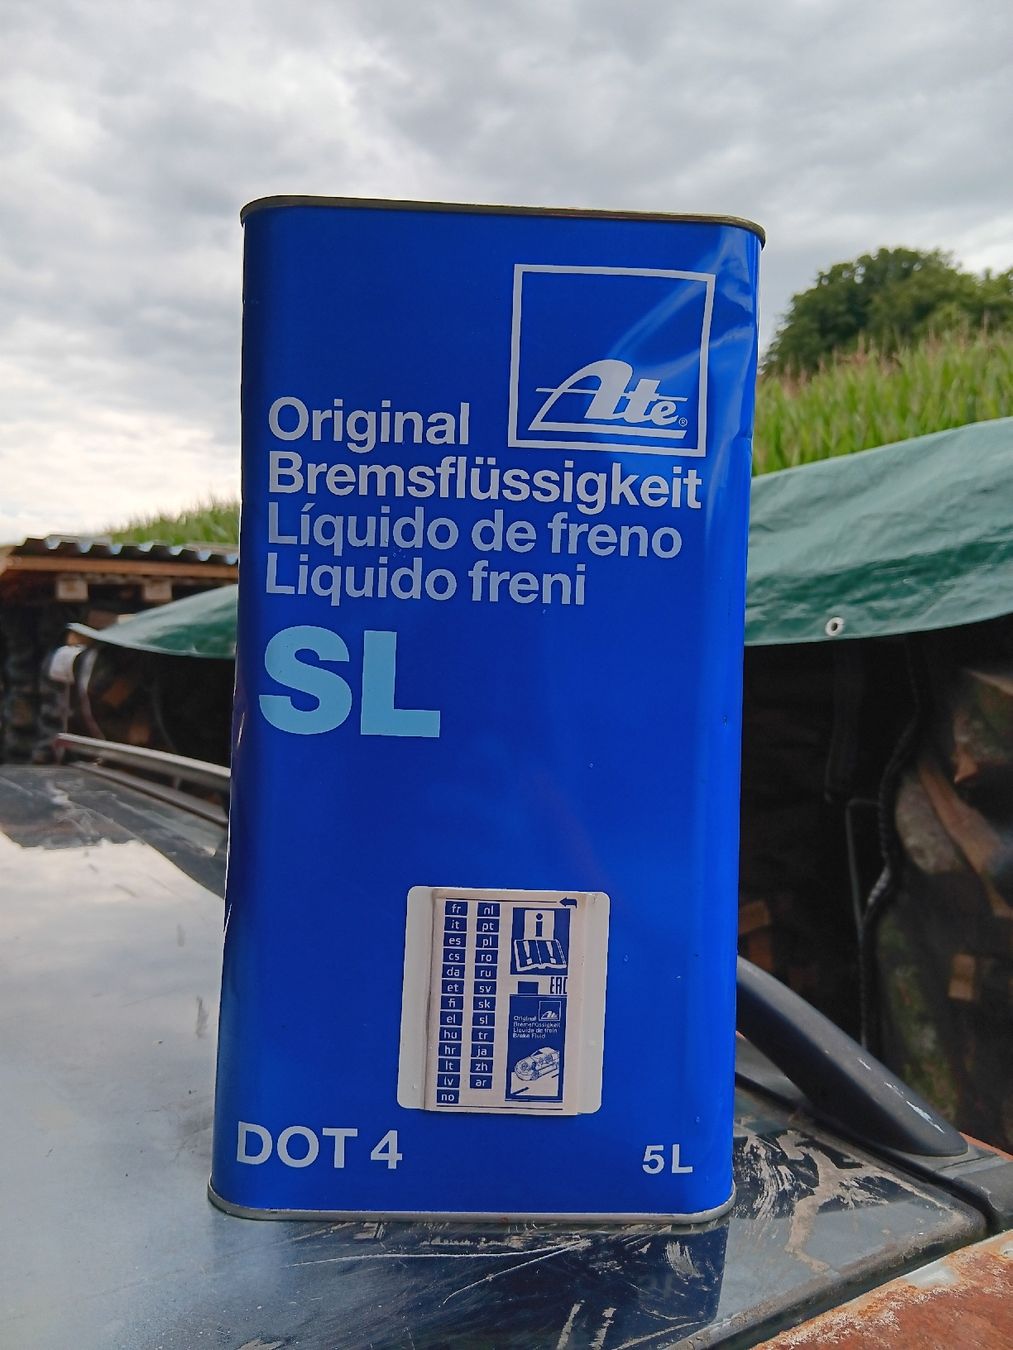 Ate®
Original
Bremsflüssigkeit
Líquido de freno
Liquido freni
SL
fr nl
it pt
es pl
cs ro
da ru
et sv
fi sk
el sl
hu tr
hr ja
lt zh
lv ar
no
i
EAC
Ate
Original
Bremsflüssigkeit
Liquide de frein
Brake Fluid
DOT 4
5L